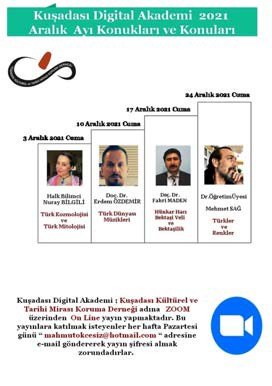 Kuşadası Digital Akademi 2021
Aralık Ayı Konukları ve Konuları
24 Aralık 2021 Cuma
17 Aralık 2021 Cuma
10 Aralık 2021 Cuma
3 Aralık 2021 Cuma
Halk Bilimci
Nuray BİLGİLİ
Türk Kozmolojisi
ve
Türk Mitolojisi
Doç. Dr.
Erdem ÖZDEMİR
Türk Dünyası
Müzikleri
Doç. Dr.
Fahri MADEN
Hünkar Hacı
Bektaşi Veli ve
Bektaşilik
Dr.ÖğretimÜyesi
Mehmet SAĞ
Türkler
ve
Renkler
Kuşadası Digital Akademi ; Kuşadası Kültürel ve
Tarihi Mirası Koruma Derneği adına ZOOM
üzerinden On Line yayın yapmaktadır. Bu
yayınlara katılmak isteyenler her hafta Pazartesi
günü " mahmutokcesiz@hotmail.com " adresine
e-mail göndererek yayın şifresi almak
zorundadırlar.